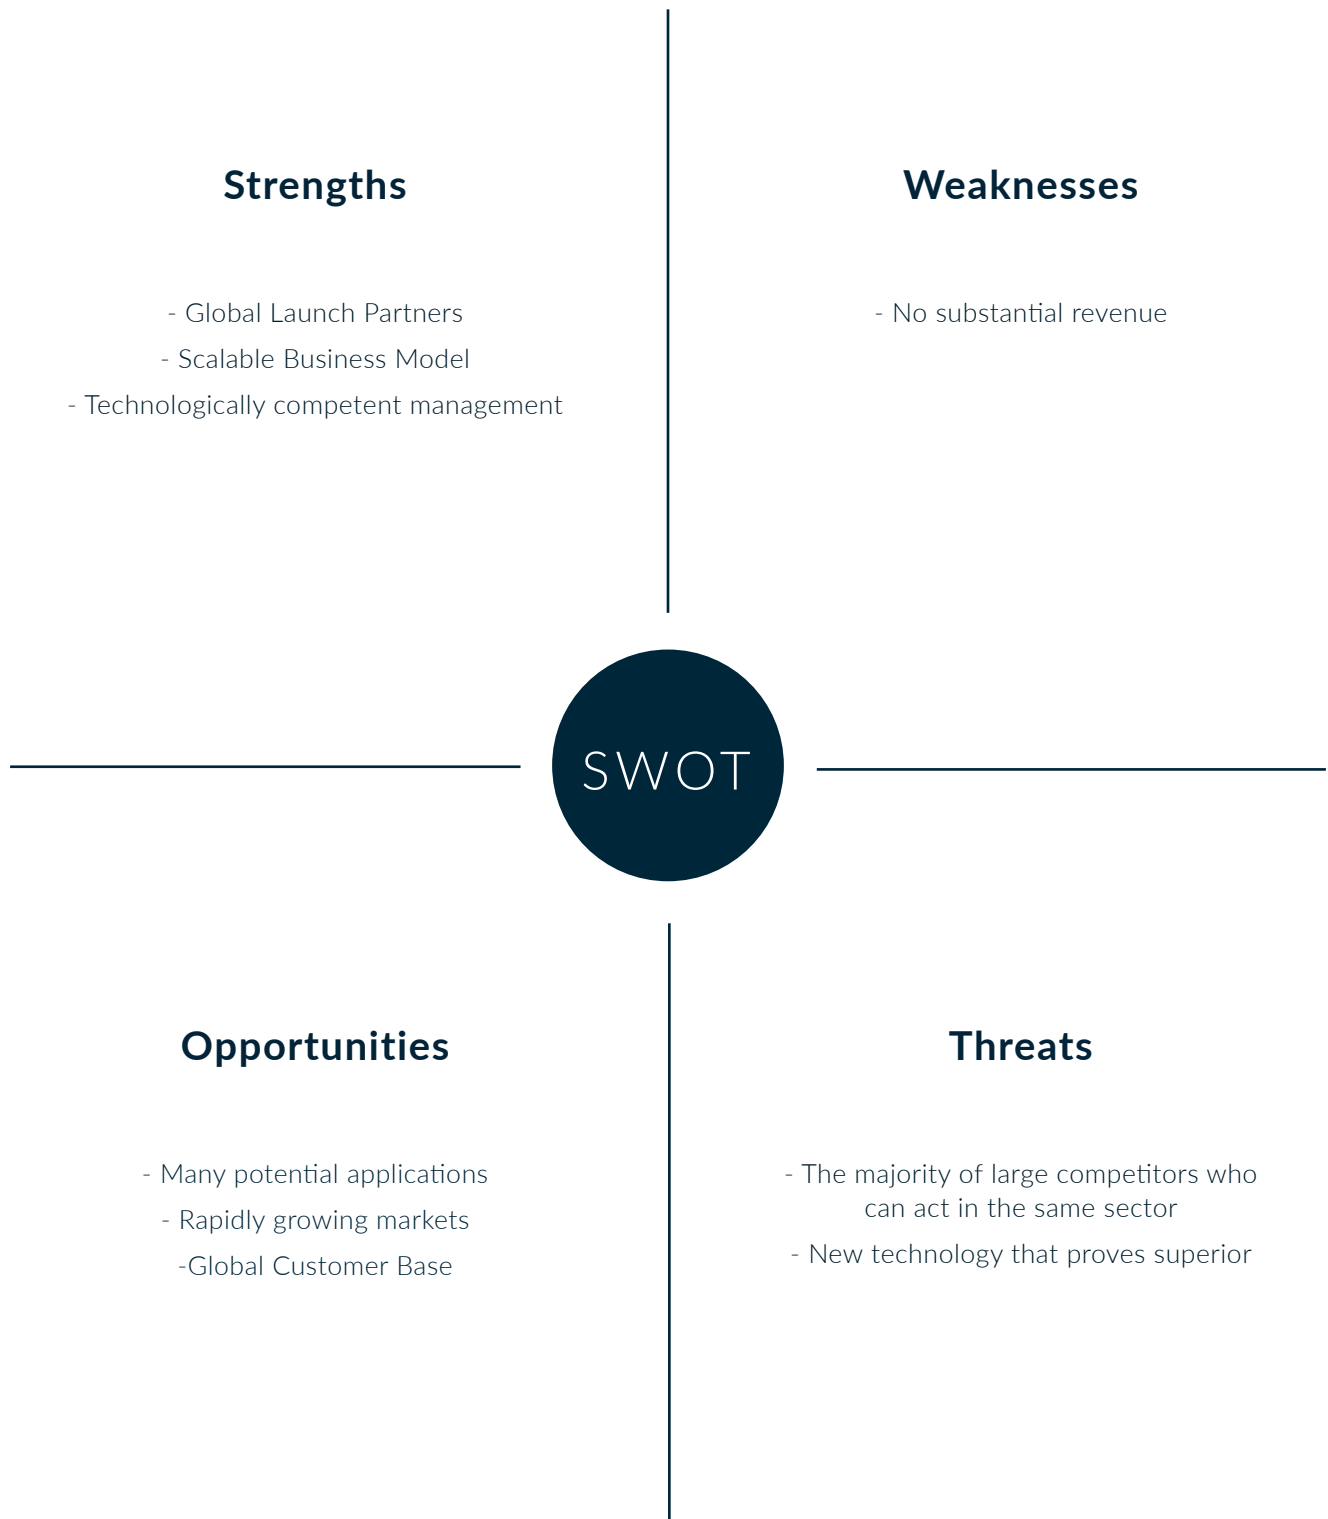 Strengths
- Global Launch Partners
- Scalable Business Model
- Technologically competent management
Weaknesses
- No substantial revenue
SWOT
Opportunities
- Many potential applications
- Rapidly growing markets
-Global Customer Base
Threats
- The majority of large competitors who
can act in the same sector
- New technology that proves superior